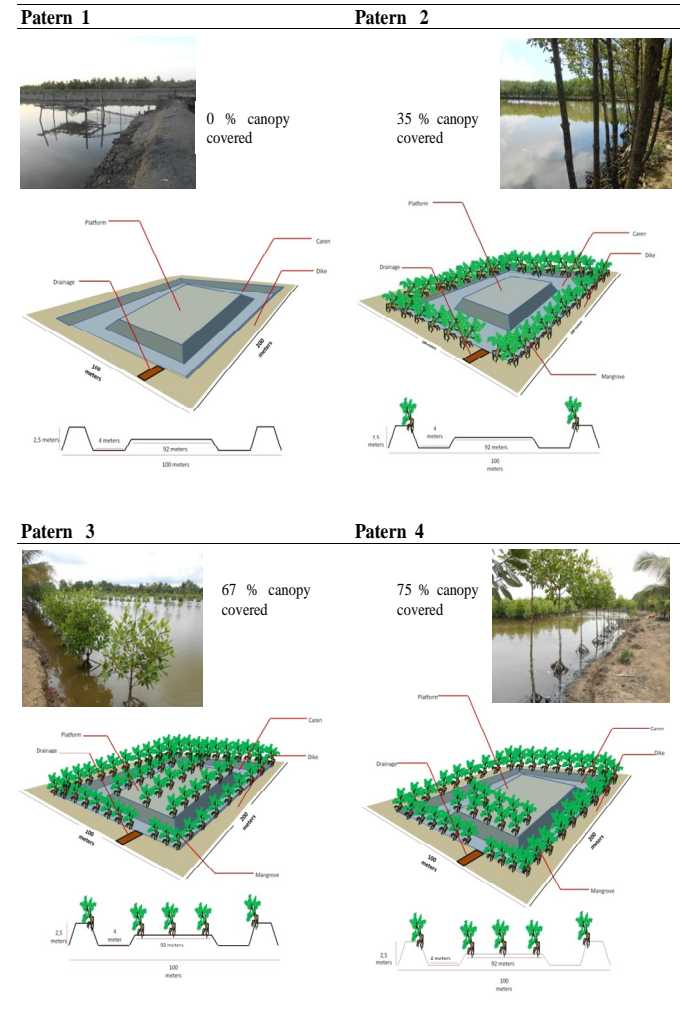 Patern 1
Patern 2
0 % canopy
covered
35 % canopy
covered
Platform
Caren
Dike
Drainage
100
meters
200
meters
2,5 meters
4 meters
92 meters
100 meters
Platform
Caren
Dike
Drainage
Mangrove
2,5
meters
4
meters
92 meters
100
meters
Patern 3
Patern 4
67 % canopy
covered
75 % canopy
covered
Platform
Caren
Drainage
Dike
100
meters
200
meters
Mangrove
2,5
meters
4
meter
92 meters
100
meters
Platform
Caren
Dike
Drainage
100
meters
200
meters
Mangrove
2,5
meters
4 meters
92 meters
100
meters